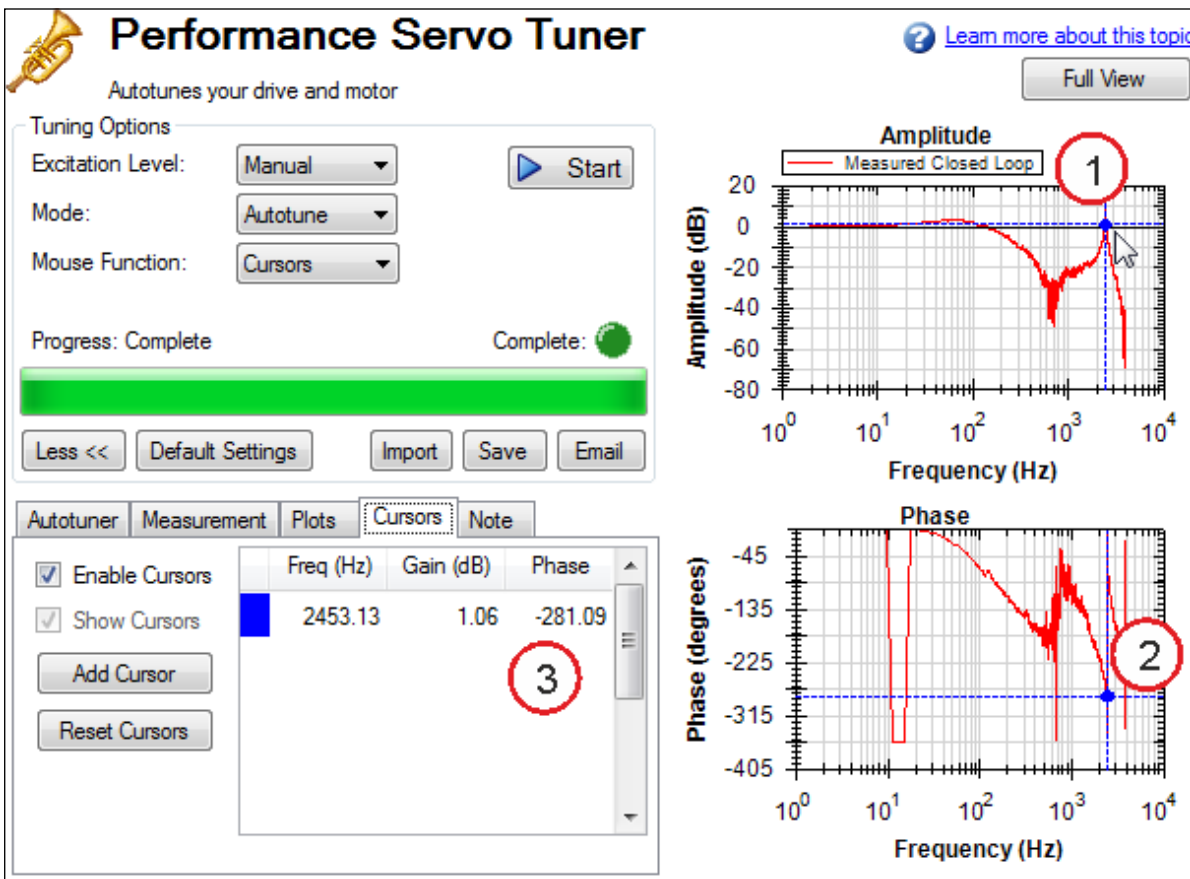 Performance Servo Tuner
Autotunes your drive and motor
Learn more about this topic
Full View
Tuning Options
Excitation Level: Manual Start
Mode: Autotune
Mouse Function: Cursors
Progress: Complete Complete:
Less << Default Settings Import Save Email
Autotuner Measurement Plots Cursors Note
Enable Cursors
Show Cursors
Add Cursor
Reset Cursors
Freq (Hz) Gain (dB) Phase
2453.13 1.06 -281.09
3
Amplitude
Measured Closed Loop
1
Amplitude (dB)
20
0
-20
-40
-60
-80
10^0 10^1 10^2 10^3 10^4
Frequency (Hz)
Phase
Phase (degrees)
-45
-135
-225
-315
-405
2
10^0 10^1 10^2 10^3 10^4
Frequency (Hz)